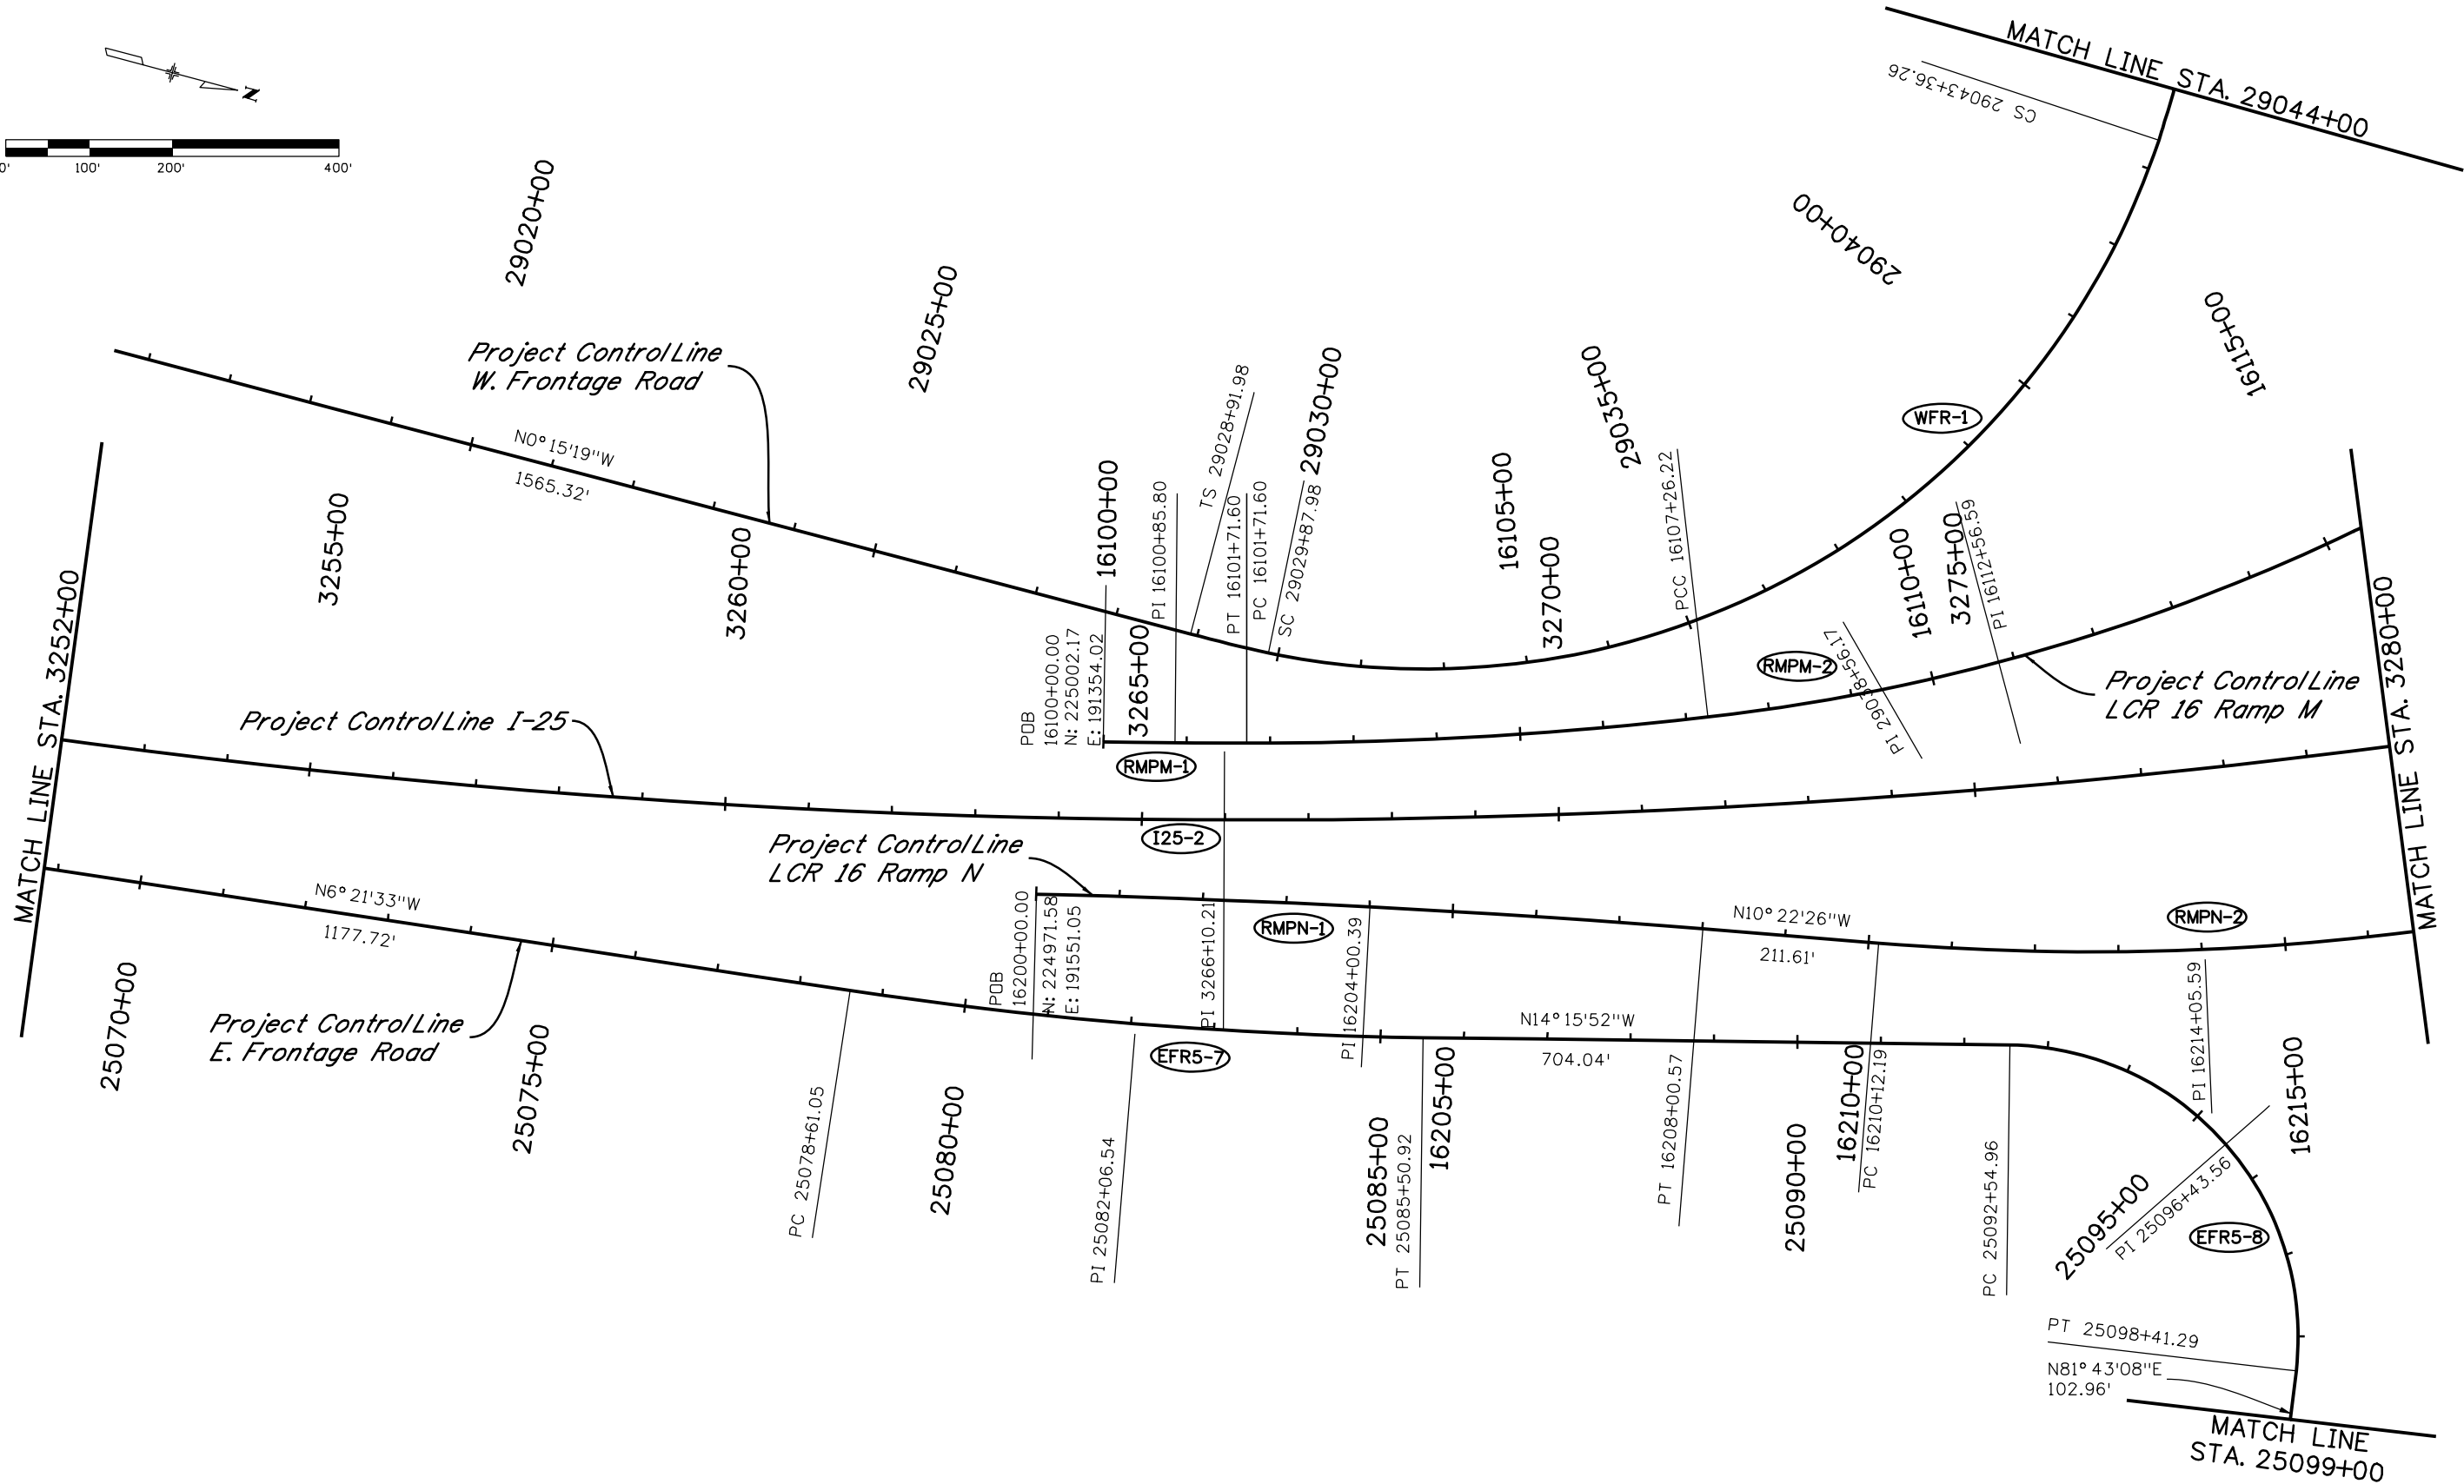 MATCH LINE STA. 29044+00
CS 29043+36.26
N
0'
100'
200'
400'
29020+00
29025+00
29030+00
29035+00
29040+00
16115+00
Project Control Line
W. Frontage Road
N0°15'19"W
1565.32'
WFR-1
3255+00
3260+00
3265+00
3270+00
3275+00
16100+00
16105+00
16110+00
PI 16100+85.80
TS 29028+91.98
PT 16101+71.60
PC 16101+71.60
SC 29029+87.98
PCC 16107+26.22
PI 16112+56.59
PI 29038+56.17
POB
16100+00.00
N: 225002.17
E: 191354.02
MATCH LINE STA. 3252+00
MATCH LINE STA. 3280+00
Project Control Line I-25
RMPM-1
RMPM-2
Project Control Line
LCR 16 Ramp M
I25-2
Project Control Line
LCR 16 Ramp N
N6°21'33"W
1177.72'
POB
16200+00.00
N: 224971.58
E: 191551.05
PI 3266+10.21
RMPN-1
PI 16204+00.39
N10°22'26"W
211.61'
RMPN-2
Project Control Line
E. Frontage Road
EFR5-7
N14°15'52"W
704.04'
PT 16208+00.57
PC 16210+12.19
PI 16214+05.59
25070+00
25075+00
25080+00
25085+00
25090+00
25095+00
16205+00
16210+00
16215+00
PC 25078+61.05
PI 25082+06.54
PT 25085+50.92
PC 25092+54.96
PI 25096+43.56
EFR5-8
PT 25098+41.29
N81°43'08"E
102.96'
MATCH LINE
STA. 25099+00